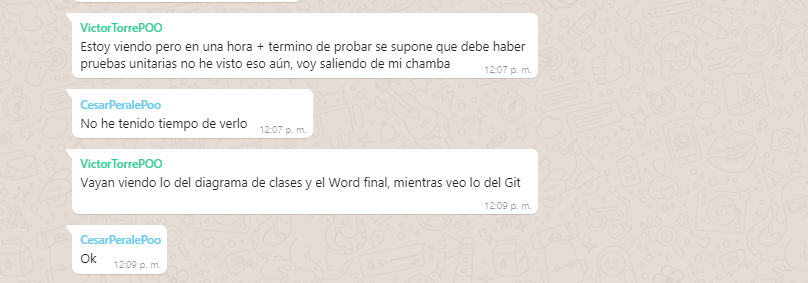 VictorTorrePOO
Estoy viendo pero en una hora + termino de probar se supone que debe haber
pruebas unitarias no he visto eso aún, voy saliendo de mi chamba
12:07 p. m.
CesarPeralePoo
No he tenido tiempo de verlo
12:07 p. m.
VictorTorrePOO
Vayan viendo lo del diagrama de clases y el Word final, mientras veo lo del Git
12:09 p. m.
CesarPeralePoo
Ok
12:09 p. m.